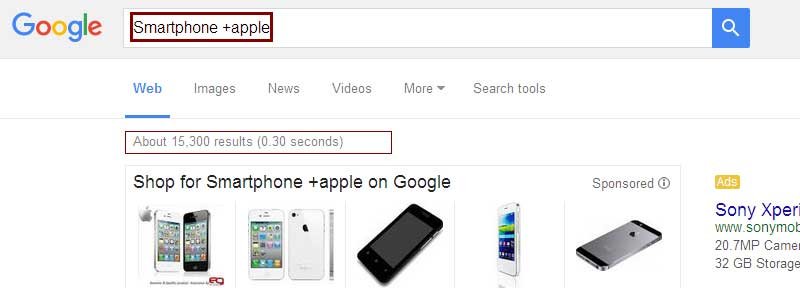 Google
Smartphone +apple
Web Images News Videos More Search tools
About 15,300 results (0.30 seconds)
Shop for Smartphone +apple on Google
Sponsored
Ads
Sony Xperi
www.sonymob
20.7MP Camer
32 GB Storage